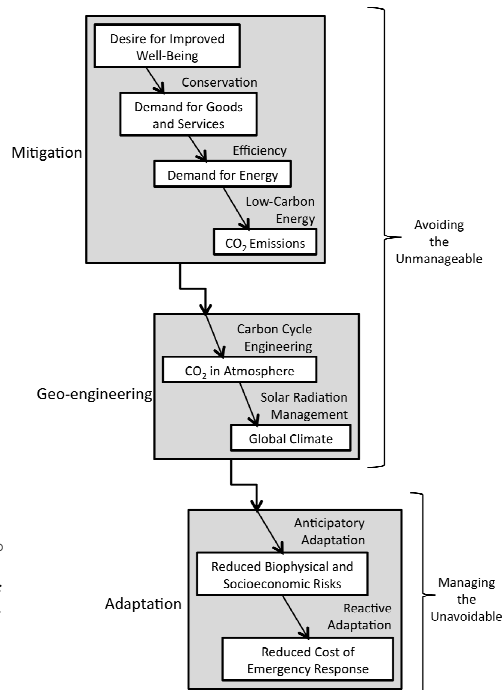 Desire for Improved
Well-Being
Conservation
Demand for Goods
and Services
Mitigation
Efficiency
Demand for Energy
Low-Carbon
Energy
CO₂ Emissions
Avoiding
the
Unmanageable
Carbon Cycle
Engineering
CO₂ in Atmosphere
Geo-engineering
Solar Radiation
Management
Global Climate
Anticipatory
Adaptation
Reduced Biophysical and
Socioeconomic Risks
Adaptation
Reactive
Adaptation
Managing
the
Unavoidable
Reduced Cost of
Emergency Response